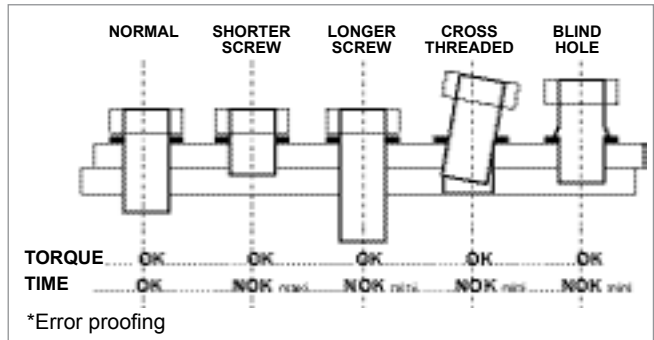 NORMAL
SHORTER
SCREW
LONGER
SCREW
CROSS
THREADED
BLIND
HOLE
TORQUE OK OK OK OK OK
TIME OK NOK NOK NOK NOK
*Error proofing